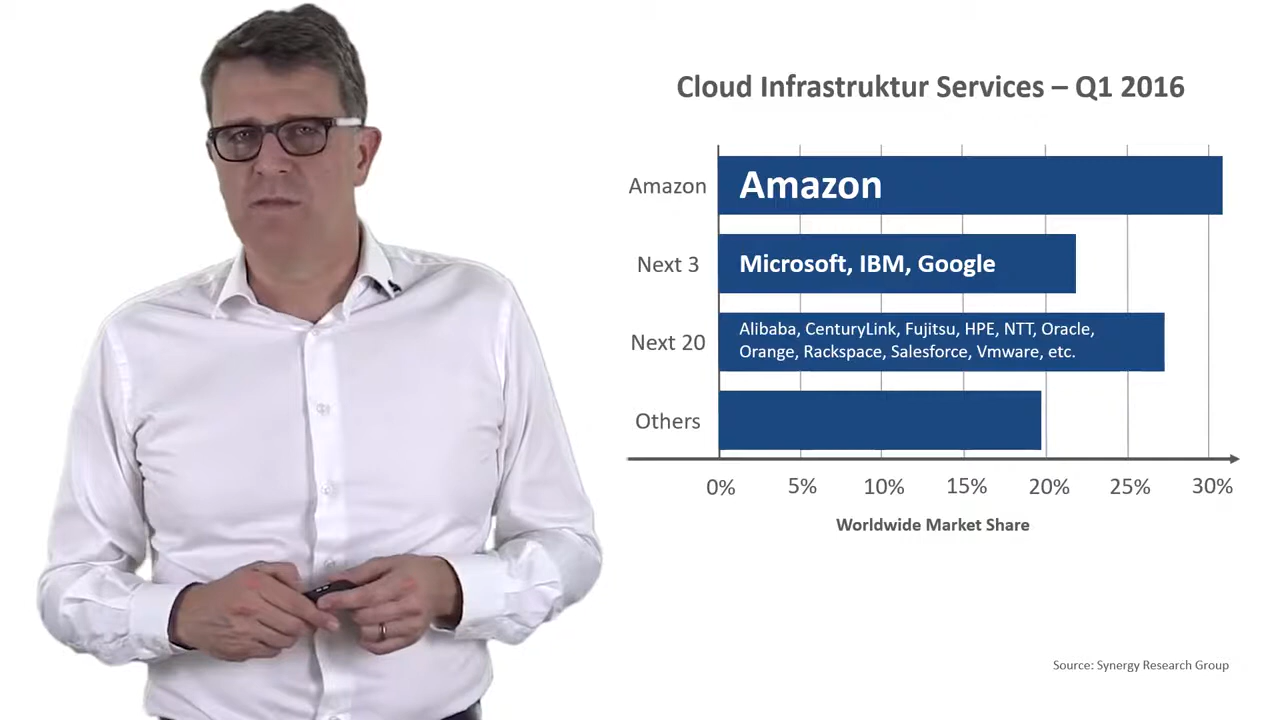 Cloud Infrastruktur Services – Q1 2016
Amazon
Amazon
Next 3
Microsoft, IBM, Google
Next 20
Alibaba, CenturyLink, Fujitsu, HPE, NTT, Oracle,
Orange, Rackspace, Salesforce, Vmware, etc.
Others
0% 5% 10% 15% 20% 25% 30%
Worldwide Market Share
Source: Synergy Research Group